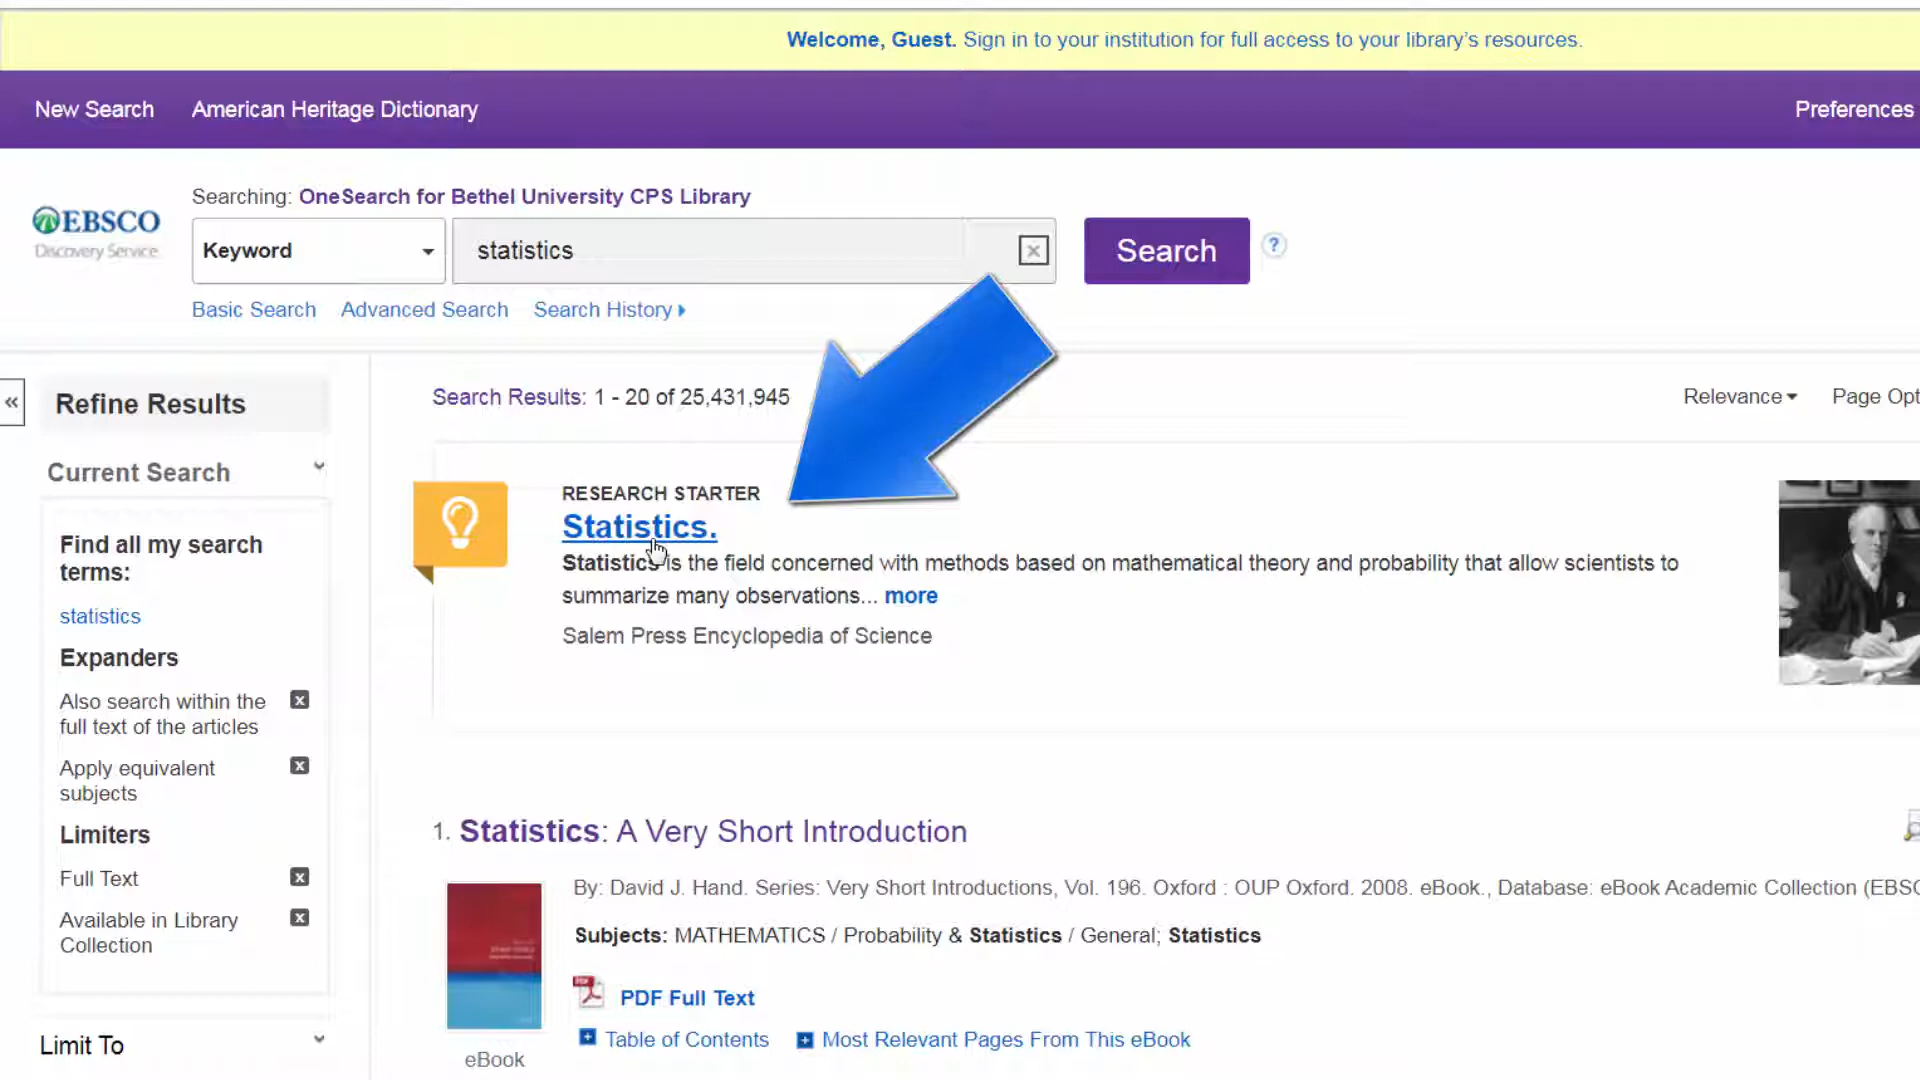 Welcome, Guest. Sign in to your institution for full access to your library's resources.
New Search American Heritage Dictionary Preferences
Searching: OneSearch for Bethel University CPS Library
EBSCO
Discovery Service
Keyword statistics Search ?
Basic Search Advanced Search Search History
« Refine Results
Search Results: 1 - 20 of 25,431,945 Relevance Page Opt
Current Search
Find all my search
terms:
statistics
Expanders
Also search within the
full text of the articles
Apply equivalent
subjects
Limiters
Full Text
Available in Library
Collection
Limit To
RESEARCH STARTER
Statistics.
Statistics is the field concerned with methods based on mathematical theory and probability that allow scientists to
summarize many observations... more
Salem Press Encyclopedia of Science
1. Statistics: A Very Short Introduction
By: David J. Hand. Series: Very Short Introductions, Vol. 196. Oxford : OUP Oxford. 2008. eBook., Database: eBook Academic Collection (EBSC
Subjects: MATHEMATICS / Probability & Statistics / General; Statistics
PDF Full Text
Table of Contents Most Relevant Pages From This eBook
eBook